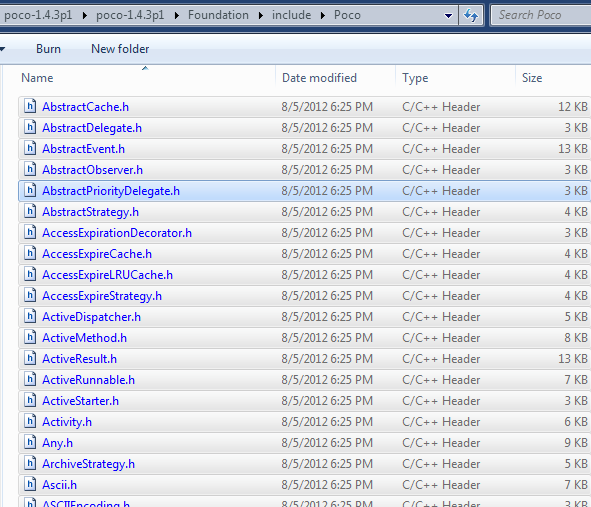 poco-1.4.3p1 poco-1.4.3p1 Foundation include Poco Search Poco
Burn New folder
Name Date modified Type Size
AbstractCache.h 8/5/2012 6:25 PM C/C++ Header 12 KB
AbstractDelegate.h 8/5/2012 6:25 PM C/C++ Header 3 KB
AbstractEvent.h 8/5/2012 6:25 PM C/C++ Header 13 KB
AbstractObserver.h 8/5/2012 6:25 PM C/C++ Header 3 KB
AbstractPriorityDelegate.h 8/5/2012 6:25 PM C/C++ Header 3 KB
AbstractStrategy.h 8/5/2012 6:25 PM C/C++ Header 4 KB
AccessExpirationDecorator.h 8/5/2012 6:25 PM C/C++ Header 3 KB
AccessExpireCache.h 8/5/2012 6:25 PM C/C++ Header 4 KB
AccessExpireLRUCache.h 8/5/2012 6:25 PM C/C++ Header 4 KB
AccessExpireStrategy.h 8/5/2012 6:25 PM C/C++ Header 4 KB
ActiveDispatcher.h 8/5/2012 6:25 PM C/C++ Header 5 KB
ActiveMethod.h 8/5/2012 6:25 PM C/C++ Header 8 KB
ActiveResult.h 8/5/2012 6:25 PM C/C++ Header 13 KB
ActiveRunnable.h 8/5/2012 6:25 PM C/C++ Header 7 KB
ActiveStarter.h 8/5/2012 6:25 PM C/C++ Header 3 KB
Activity.h 8/5/2012 6:25 PM C/C++ Header 6 KB
Any.h 8/5/2012 6:25 PM C/C++ Header 9 KB
ArchiveStrategy.h 8/5/2012 6:25 PM C/C++ Header 5 KB
Ascii.h 8/5/2012 6:25 PM C/C++ Header 7 KB
ASCIIEncoding.h 8/5/2012 6:25 PM C/C++ Header 3 KB